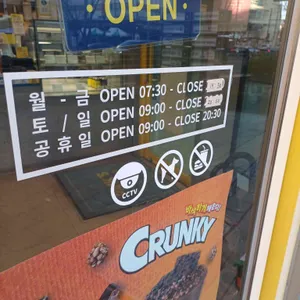 OPEN
월 - 금 OPEN 07:30 - CLOSE
토 / 일 OPEN 09:00 - CLOSE
공휴일 OPEN 09:00 - CLOSE 20:30
CCTV
CRUNKY